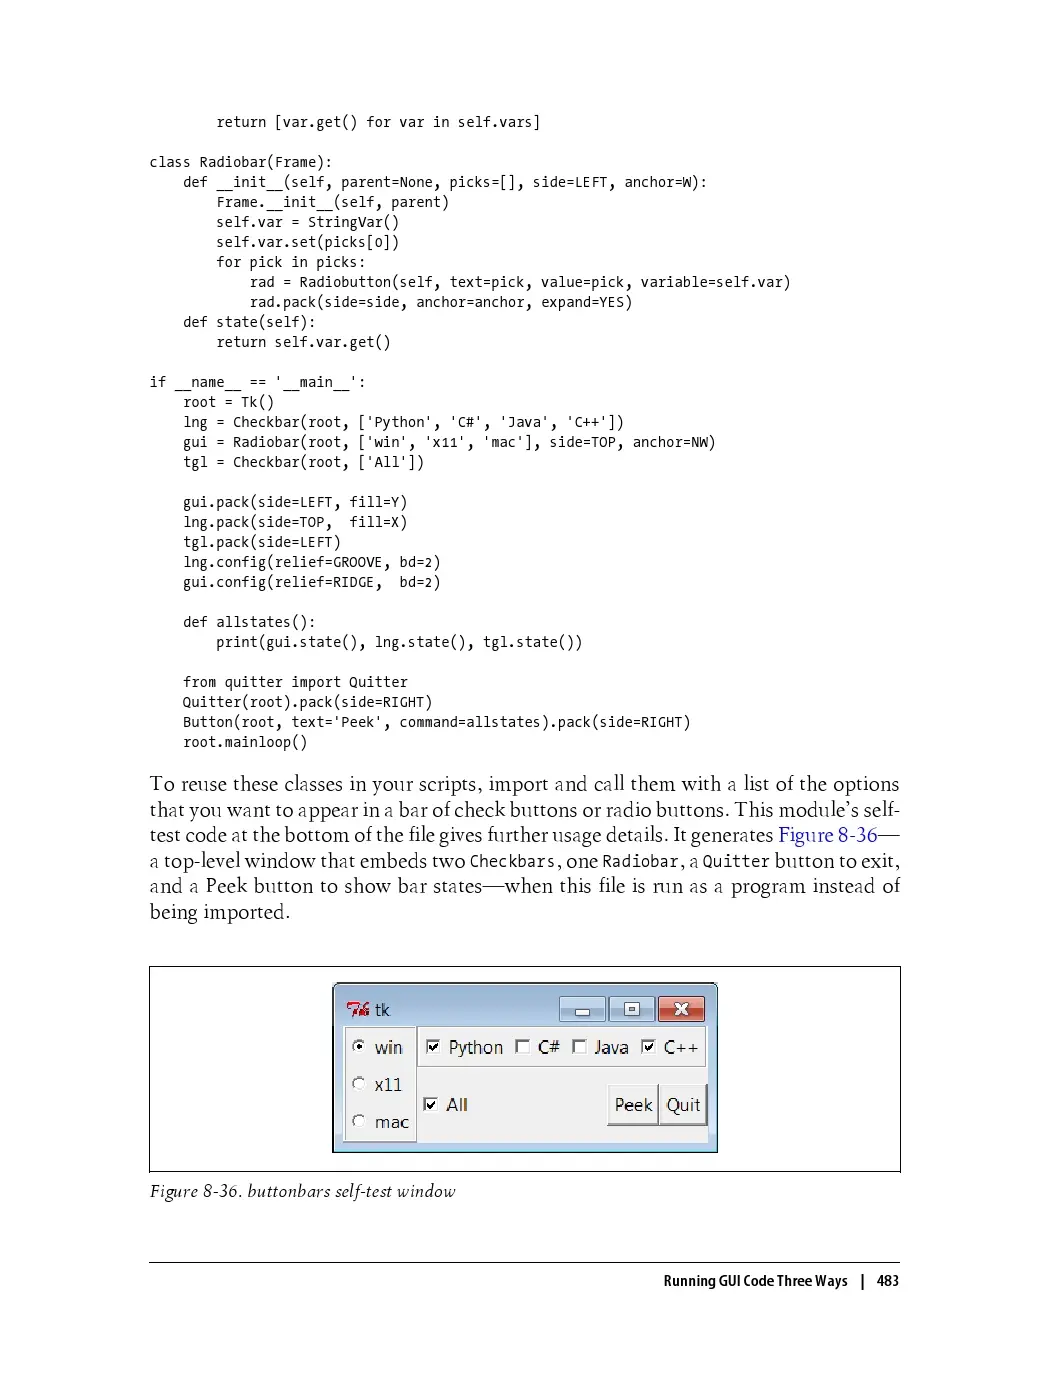 return [var.get() for var in self.vars]
class Radiobar(Frame):
    def __init__(self, parent=None, picks=[], side=LEFT, anchor=W):
        Frame.__init__(self, parent)
        self.var = StringVar()
        self.var.set(picks[0])
        for pick in picks:
            rad = Radiobutton(self, text=pick, value=pick, variable=self.var)
            rad.pack(side=side, anchor=anchor, expand=YES)
    def state(self):
        return self.var.get()
if __name__ == '__main__':
    root = Tk()
    lng = Checkbar(root, ['Python', 'C#', 'Java', 'C++'])
    gui = Radiobar(root, ['win', 'x11', 'mac'], side=TOP, anchor=NW)
    tgl = Checkbar(root, ['All'])
    gui.pack(side=LEFT, fill=Y)
    lng.pack(side=TOP,  fill=X)
    tgl.pack(side=LEFT)
    lng.config(relief=GROOVE, bd=2)
    gui.config(relief=RIDGE,  bd=2)
    def allstates():
        print(gui.state(), lng.state(), tgl.state())
    from quitter import Quitter
    Quitter(root).pack(side=RIGHT)
    Button(root, text='Peek', command=allstates).pack(side=RIGHT)
    root.mainloop()
To reuse these classes in your scripts, import and call them with a list of the options
that you want to appear in a bar of check buttons or radio buttons. This module's self-
test code at the bottom of the file gives further usage details. It generates Figure 8-36—
a top-level window that embeds two Checkbars, one Radiobar, a Quitter button to exit,
and a Peek button to show bar states—when this file is run as a program instead of
being imported.
tk
win Python C# Java C++
x11
All Peek Quit
mac
Figure 8-36. buttonbars self-test window
Running GUI Code Three Ways | 483